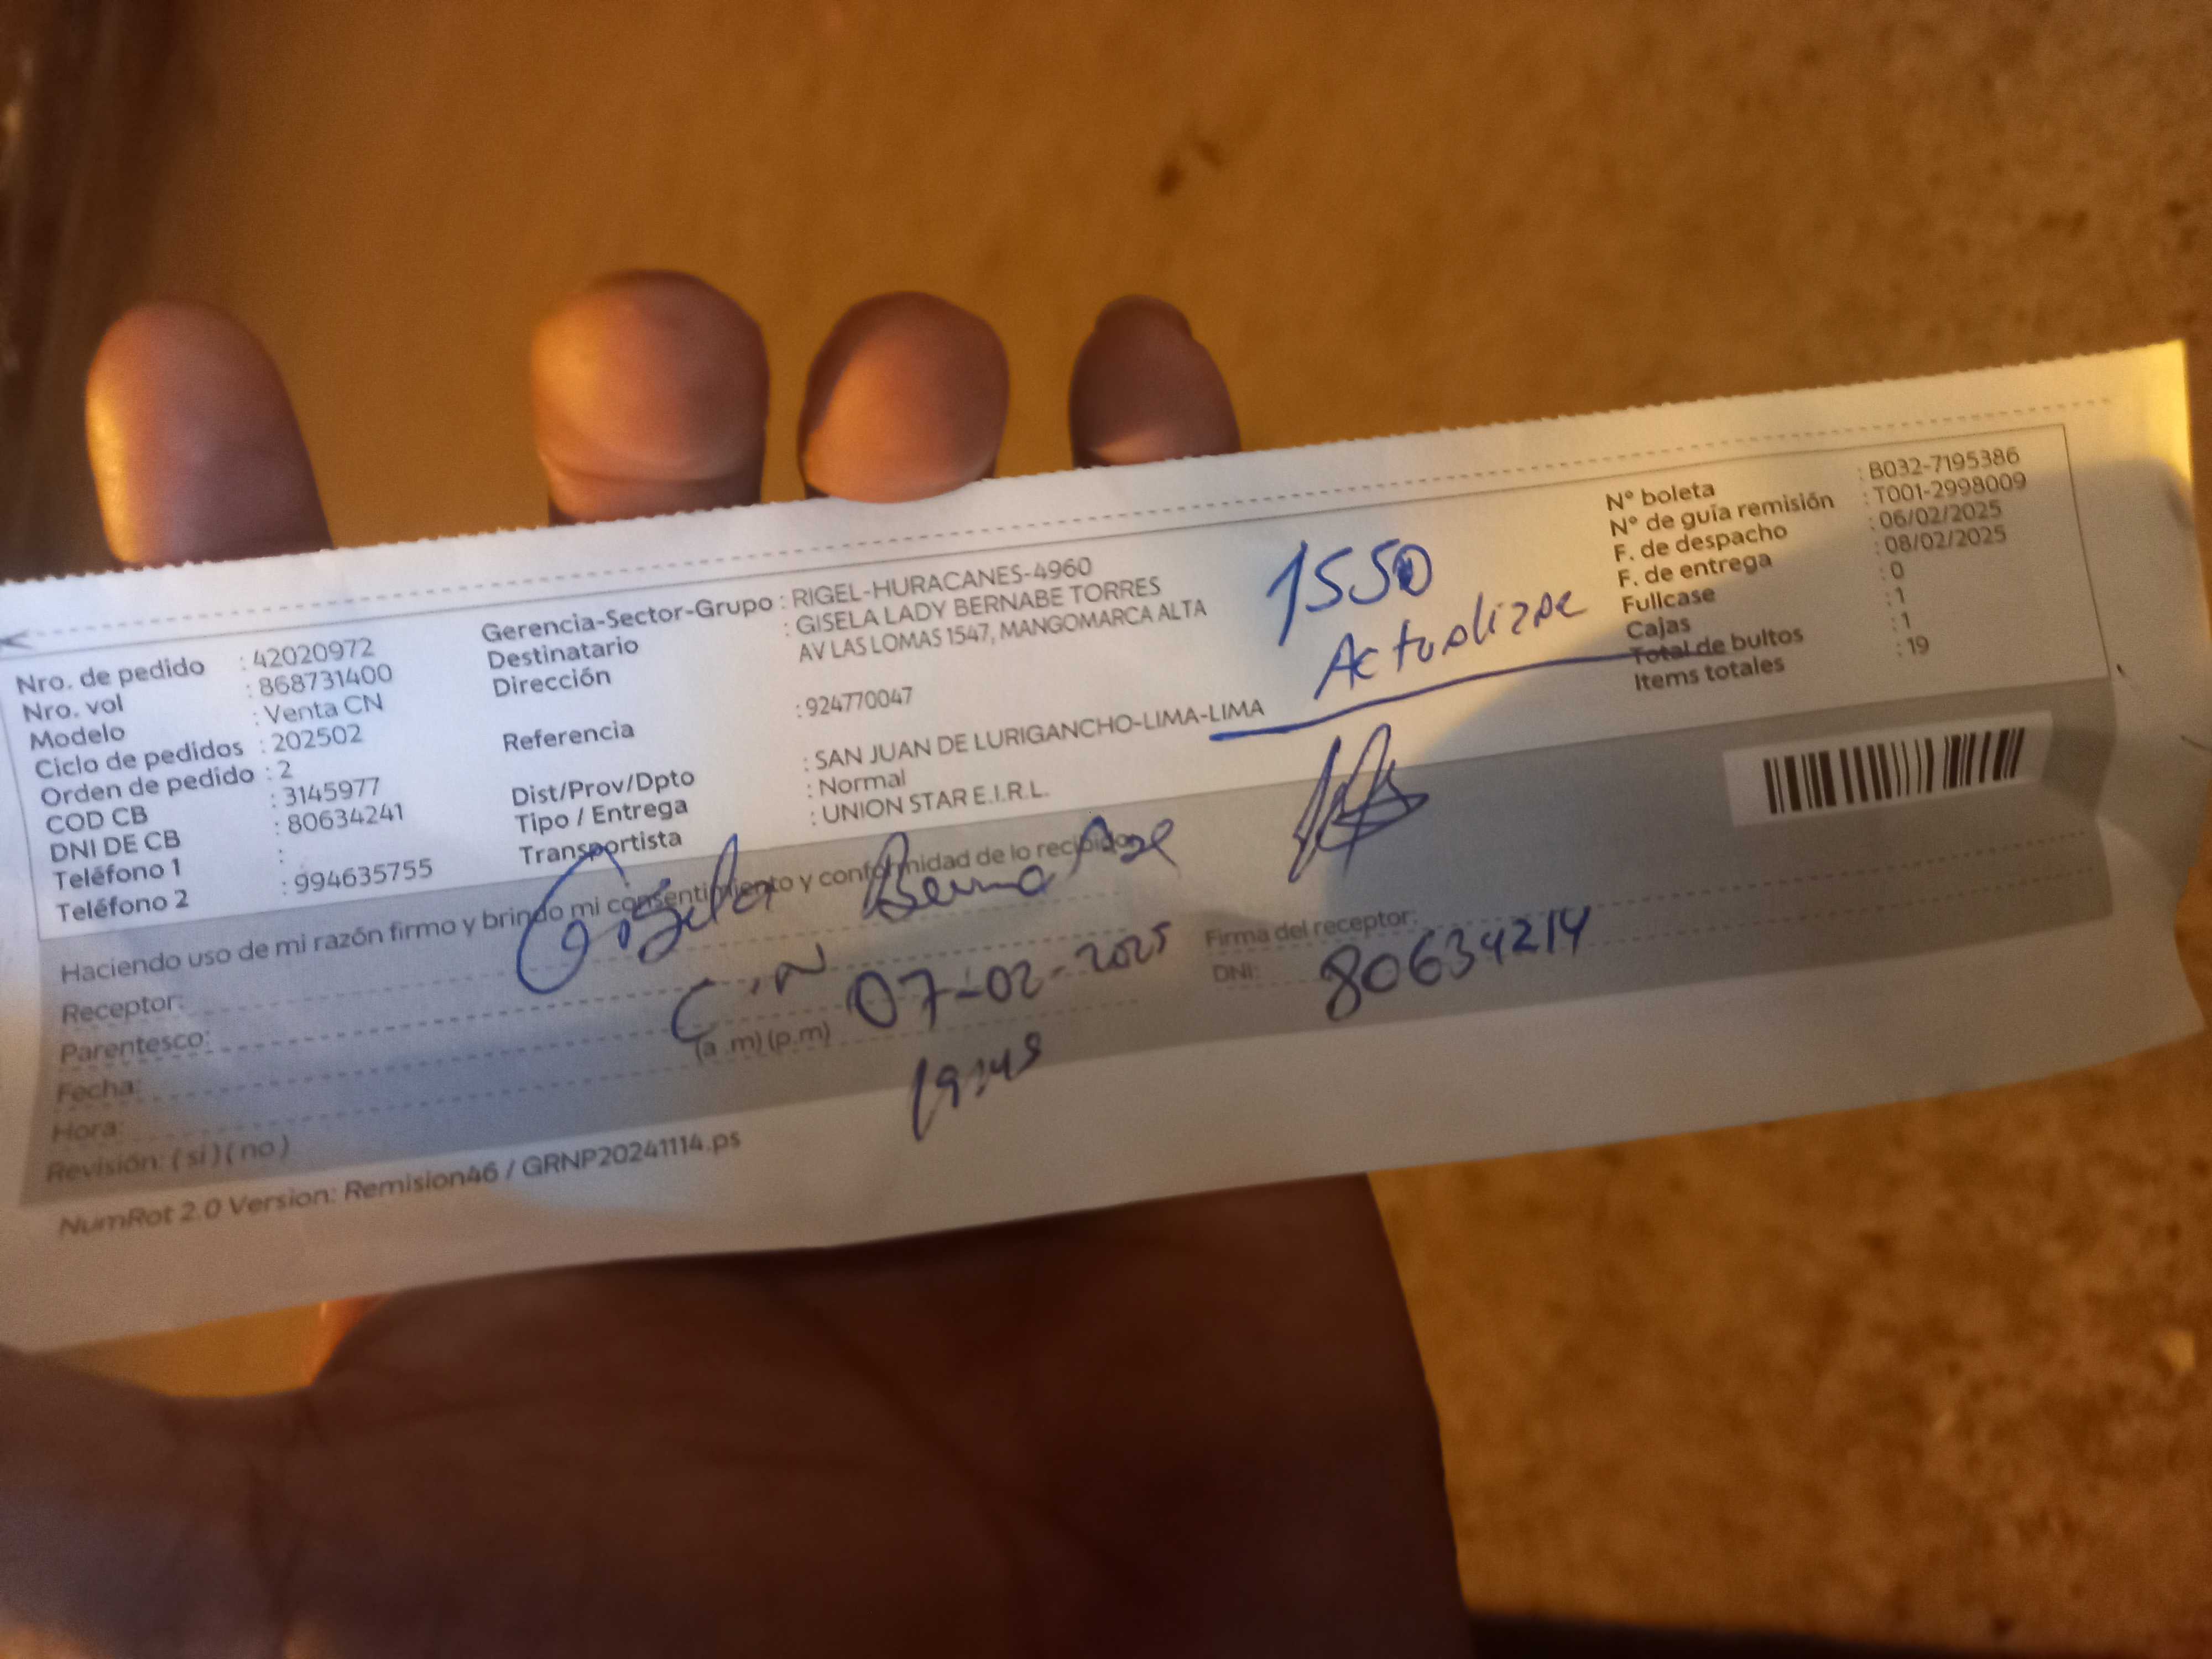 Nro. de pedido : 42020972
Nro. vol : 868731400
Modelo : Venta CN
Ciclo de pedidos : 202502
Orden de pedido : 2
COD CB : 3145977
DNI DE CB : 80634241
Teléfono 1 :
Teléfono 2 : 994635755
Gerencia-Sector-Grupo : RIGEL-HURACANES-4960
Destinatario : GISELA LADY BERNABE TORRES
Dirección AV LAS LOMAS 1547, MANGOMARCA ALTA
Referencia : 924770047
Dist/Prov/Dpto : SAN JUAN DE LURIGANCHO-LIMA-LIMA
Tipo / Entrega : Normal
Transportista : UNION STAR E.I.R.L.
1550
Actualizar
N° boleta : B032-7195386
N° de guía remisión : T001-2998009
F. de despacho : 06/02/2025
F. de entrega : 08/02/2025
Fullcase : 0
Cajas : 1
Total de bultos : 1
Items totales : 19
Haciendo uso de mi razón firmo y brindo mi consentimiento y conformidad de lo recibido.
Receptor: Gisela Bernabe
Parentesco: C.N
Fecha: 07-02-2025
Hora: (a .m) (p.m) 19:45
Revisión: ( si ) ( no )
Firma del receptor:
DNI: 80634214
NumRot 2.0 Version: Remision46 / GRNP20241114.ps